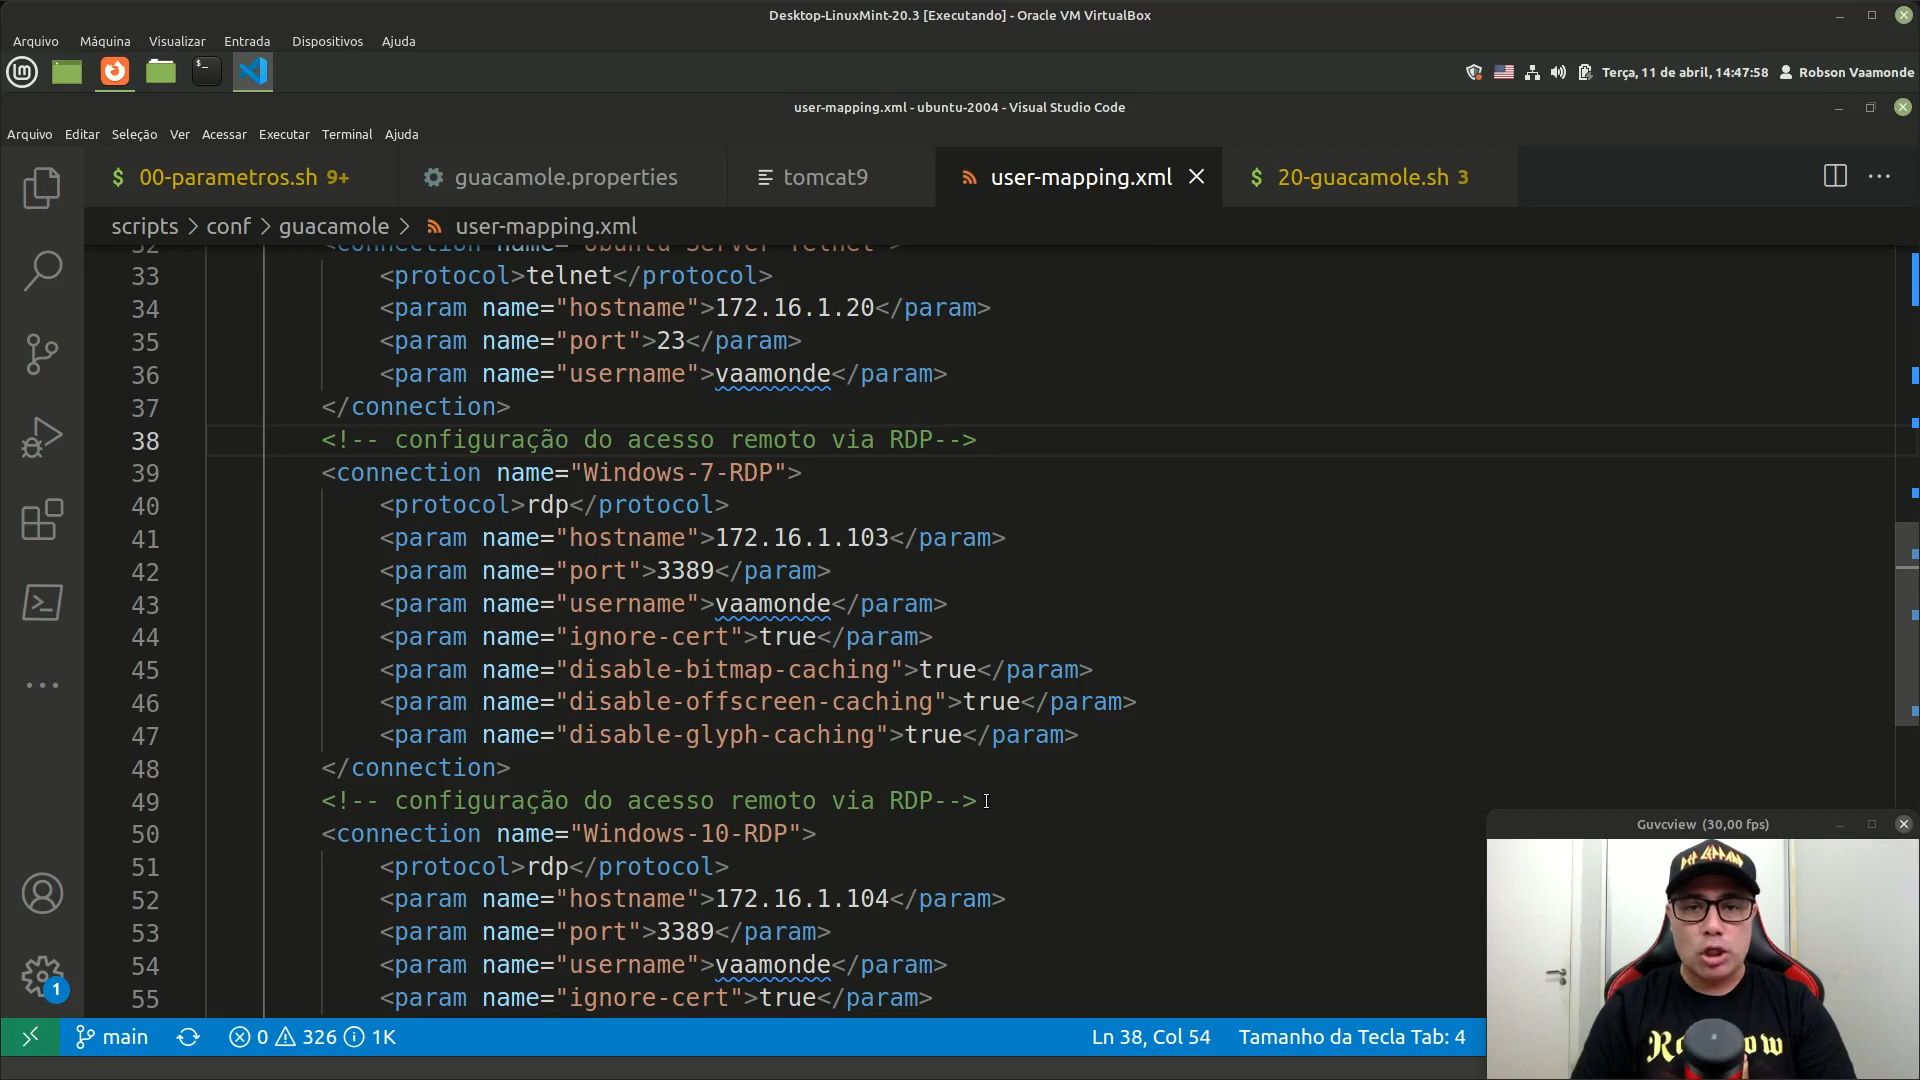 Desktop-LinuxMint-20.3 [Executando] - Oracle VM VirtualBox
Arquivo Máquina Visualizar Entrada Dispositivos Ajuda
Terça, 11 de abril, 14:47:58 Robson Vaamonde
user-mapping.xml - ubuntu-2004 - Visual Studio Code
Arquivo Editar Seleção Ver Acessar Executar Terminal Ajuda
$ 00-parametros.sh 9+ guacamole.properties tomcat9 user-mapping.xml $ 20-guacamole.sh 3
scripts > conf > guacamole > user-mapping.xml
32 <connection name="Ubuntu-Server-Telnet">
33 <protocol>telnet</protocol>
34 <param name="hostname">172.16.1.20</param>
35 <param name="port">23</param>
36 <param name="username">vaamonde</param>
37 </connection>
38 <!-- configuração do acesso remoto via RDP-->
39 <connection name="Windows-7-RDP">
40 <protocol>rdp</protocol>
41 <param name="hostname">172.16.1.103</param>
42 <param name="port">3389</param>
43 <param name="username">vaamonde</param>
44 <param name="ignore-cert">true</param>
45 <param name="disable-bitmap-caching">true</param>
46 <param name="disable-offscreen-caching">true</param>
47 <param name="disable-glyph-caching">true</param>
48 </connection>
49 <!-- configuração do acesso remoto via RDP-->
50 <connection name="Windows-10-RDP">
51 <protocol>rdp</protocol>
52 <param name="hostname">172.16.1.104</param>
53 <param name="port">3389</param>
54 <param name="username">vaamonde</param>
55 <param name="ignore-cert">true</param>
Guvcview (30,00 fps)
DEF LEPPARD
1
main 0 326 1K Ln 38, Col 54 Tamanho da Tecla Tab: 4